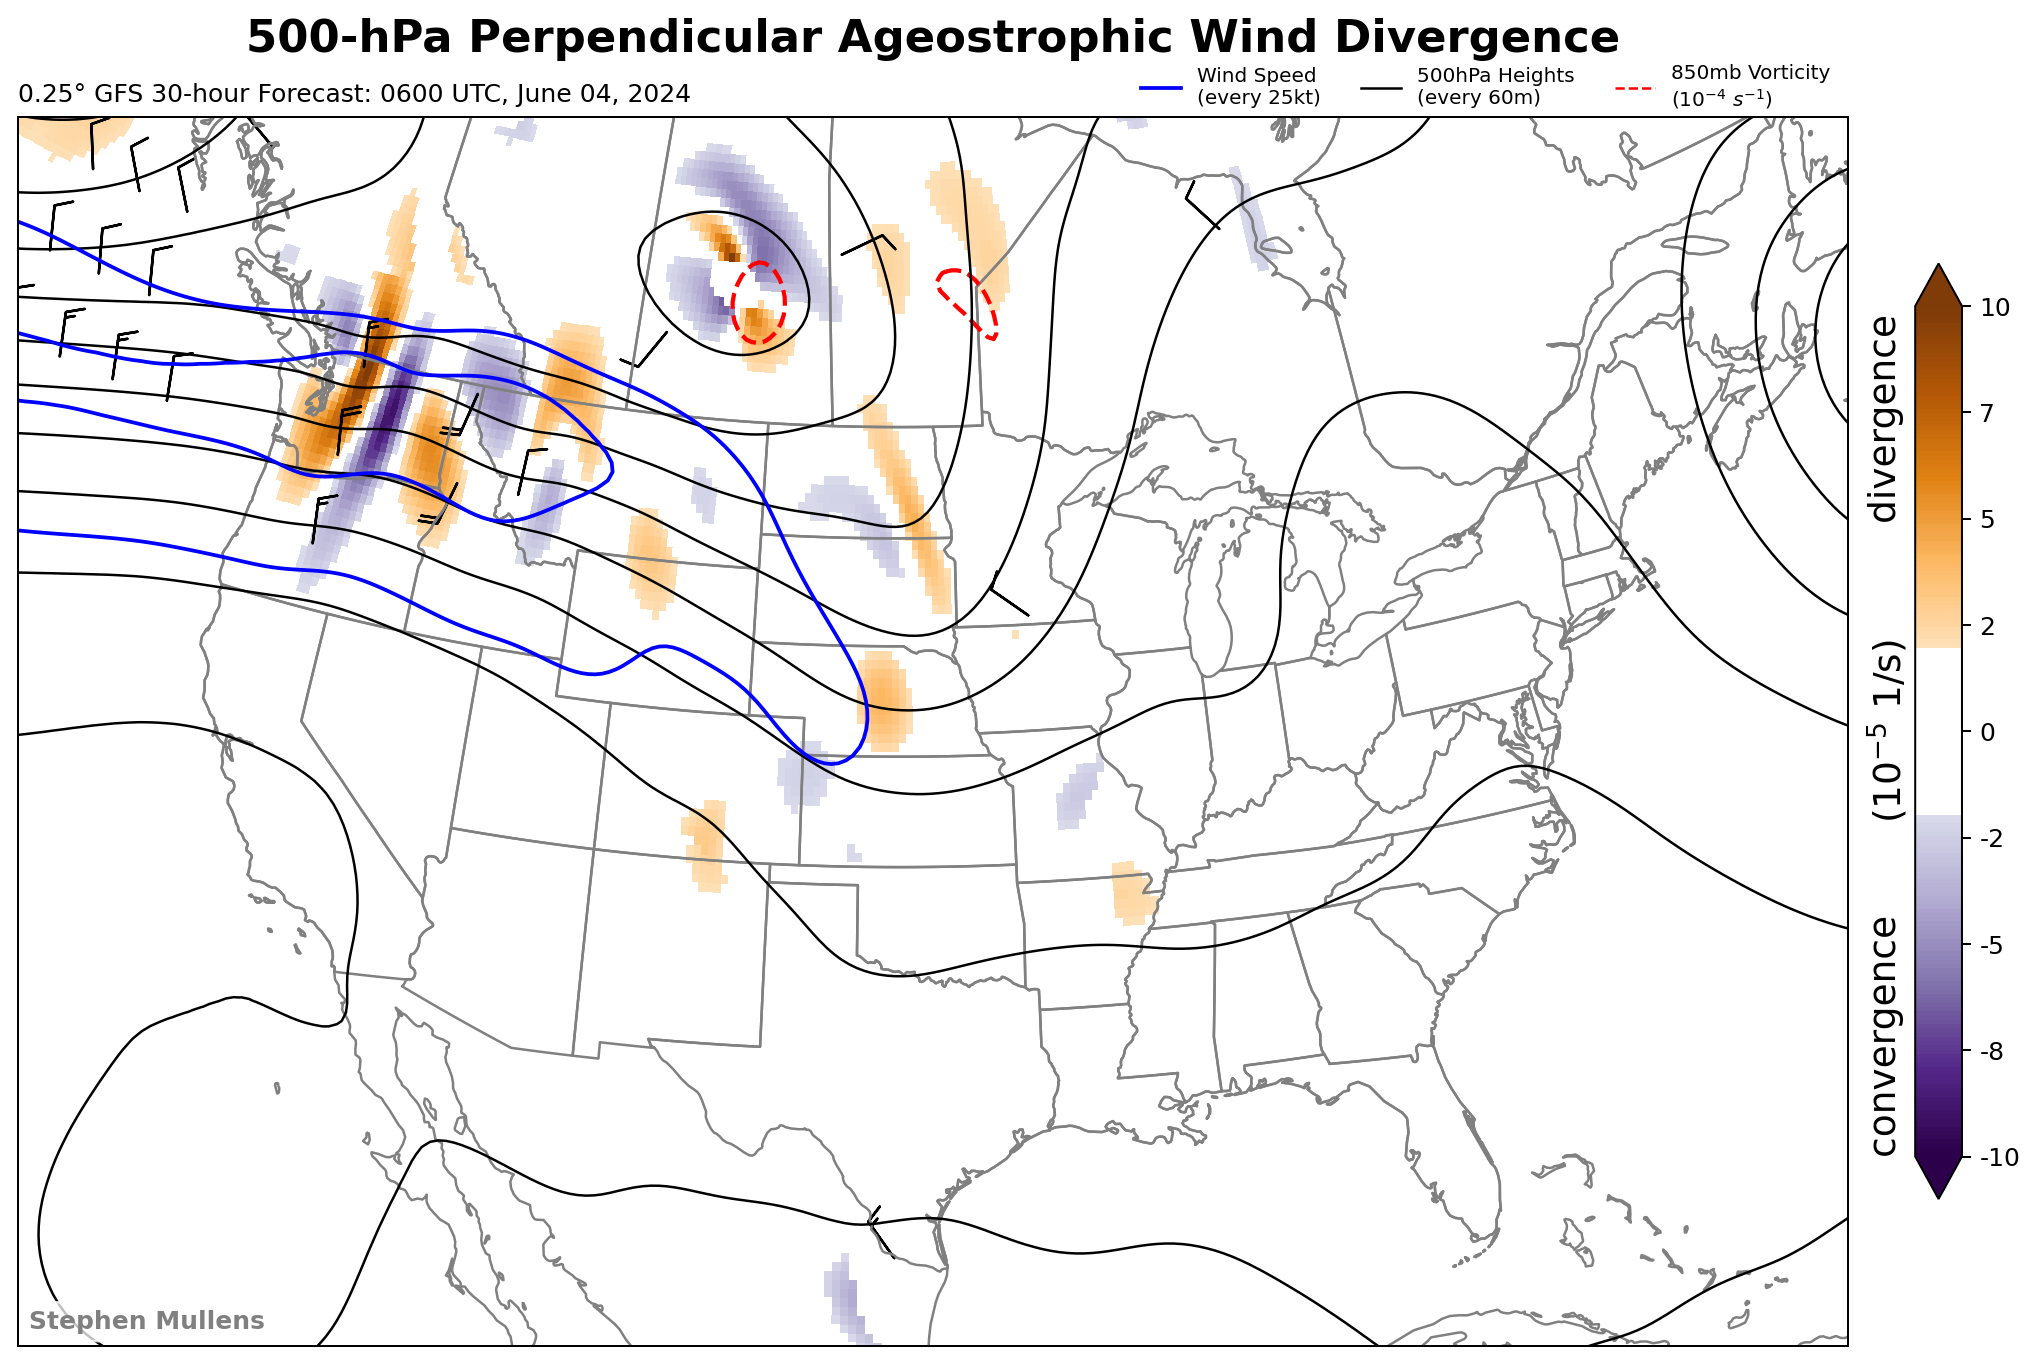 500-hPa Perpendicular Ageostrophic Wind Divergence
0.25° GFS 30-hour Forecast: 0600 UTC, June 04, 2024
Wind Speed
(every 25kt)
500hPa Heights
(every 60m)
850mb Vorticity
(10⁻⁴ s⁻¹)
10
7
5
2
0
-2
-5
-8
-10
convergence (10⁻⁵ 1/s) divergence
Stephen Mullens